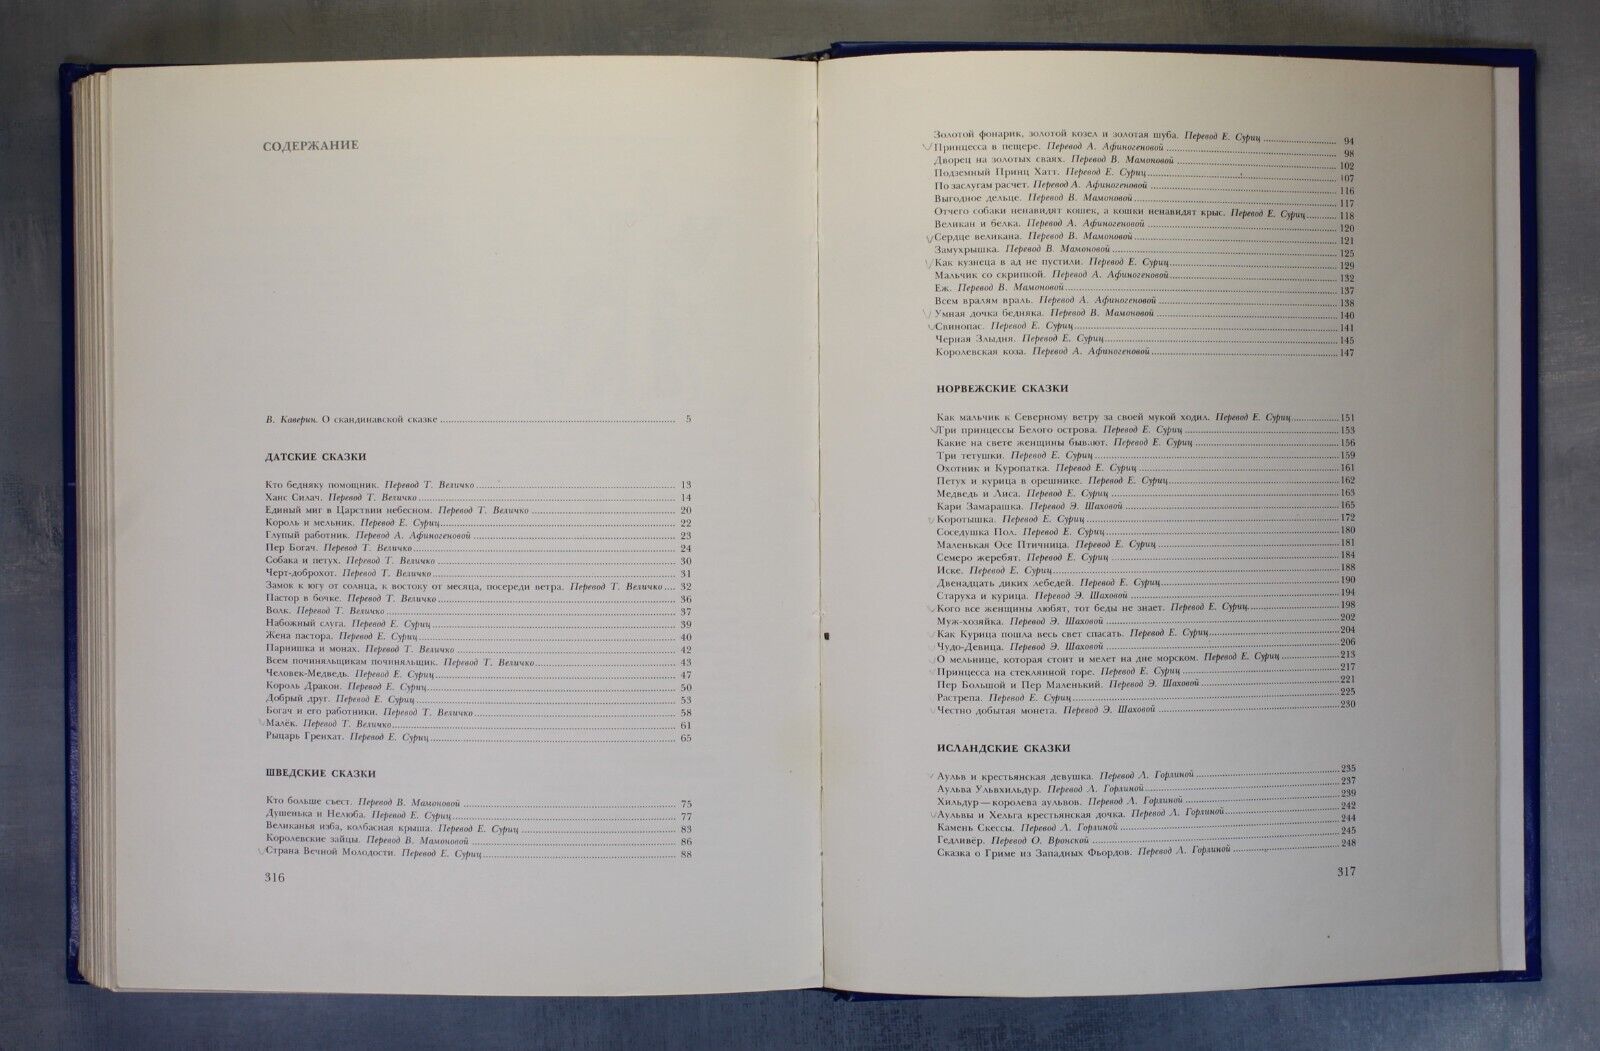 СОДЕРЖАНИЕ
В. Каверин. О скандинавской сказке 5
ДАТСКИЕ СКАЗКИ
Кто бедняку помощник. Перевод Т. Величко 13
Ханс Силач. Перевод Т. Величко 14
Единый миг в Царствии небесном. Перевод Т. Величко 20
Король и мельник. Перевод Е. Суриц 22
Глупый работник. Перевод А. Афиногеновой 23
Пер Богач. Перевод Т. Величко 24
Собака и петух. Перевод Т. Величко 30
Черт-доброхот. Перевод Т. Величко 31
Замок к югу от солнца, к востоку от месяца, посереди ветра. Перевод Т. Величко 32
Пастор в бочке. Перевод Т. Величко 36
Волк. Перевод Т. Величко 37
Набожный слуга. Перевод Е. Суриц 39
Жена пастора. Перевод Е. Суриц 40
Парнишка и монах. Перевод Т. Величко 42
Всем починяльщикам починяльщик. Перевод Т. Величко 43
Человек-Медведь. Перевод Е. Суриц 47
Король Дракон. Перевод Е. Суриц 50
Добрый друг. Перевод Е. Суриц 53
Богач и его работники. Перевод Т. Величко 58
Малёк. Перевод Т. Величко 61
Рыцарь Гренхат. Перевод Е. Суриц 65
ШВЕДСКИЕ СКАЗКИ
Кто больше съест. Перевод В. Мамоновой 75
Душенька и Нелюба. Перевод Е. Суриц 77
Великанья изба, колбасная крыша. Перевод Е. Суриц 83
Королевские зайцы. Перевод В. Мамоновой 86
Страна Вечной Молодости. Перевод Е. Суриц 88
316
Золотой фонарик, золотой козел и золотая шуба. Перевод Е. Суриц 94
Принцесса в пещере. Перевод А. Афиногеновой 98
Дворец на золотых сваях. Перевод В. Мамоновой 102
Подземный Принц Хатт. Перевод Е. Суриц 107
По заслугам расчет. Перевод А. Афиногеновой 116
Выгодное дельце. Перевод В. Мамоновой 117
Отчего собаки ненавидят кошек, а кошки ненавидят крыс. Перевод Е. Суриц 118
Великан и белка. Перевод А. Афиногеновой 120
Сердце великана. Перевод В. Мамоновой 121
Замухрышка. Перевод В. Мамоновой 125
Как кузнеца в ад не пустили. Перевод Е. Суриц 129
Мальчик со скрипкой. Перевод А. Афиногеновой 132
Еж. Перевод В. Мамоновой 137
Всем вралям враль. Перевод А. Афиногеновой 138
Умная дочка бедняка. Перевод В. Мамоновой 140
Свинопас. Перевод Е. Суриц 141
Черная Злыдня. Перевод Е. Суриц 145
Королевская коза. Перевод А. Афиногеновой 147
НОРВЕЖСКИЕ СКАЗКИ
Как мальчик к Северному ветру за своей мукой ходил. Перевод Е. Суриц 151
Три принцессы Белого острова. Перевод Е. Суриц 153
Какие на свете женщины бывают. Перевод Е. Суриц 156
Три тетушки. Перевод Е. Суриц 159
Охотник и Куропатка. Перевод Е. Суриц 161
Петух и курица в орешнике. Перевод Е. Суриц 162
Медведь и Лиса. Перевод Е. Суриц 163
Кари Замарашка. Перевод Э. Шаховой 165
Коротышка. Перевод Е. Суриц 172
Соседушка Пол. Перевод Е. Суриц 180
Маленькая Осе Птичница. Перевод Е. Суриц 181
Семеро жеребят. Перевод Е. Суриц 184
Иске. Перевод Е. Суриц 188
Двенадцать диких лебедей. Перевод Е. Суриц 190
Старуха и курица. Перевод Э. Шаховой 194
Кого все женщины любят, тот беды не знает. Перевод Е. Суриц 198
Муж-хозяйка. Перевод Э. Шаховой 202
Как Курица пошла весь свет спасать. Перевод Е. Суриц 204
Чудо-Девица. Перевод Э. Шаховой 206
О мельнице, которая стоит и мелет на дне морском. Перевод Е. Суриц 213
Принцесса на стеклянной горе. Перевод Е. Суриц 217
Пер Большой и Пер Маленький. Перевод Э. Шаховой 221
Растрепа. Перевод Е. Суриц 225
Честно добытая монета. Перевод Э. Шаховой 230
ИСЛАНДСКИЕ СКАЗКИ
Аульв и крестьянская девушка. Перевод Л. Горлиной 235
Аульва Ульвхильдур. Перевод Л. Горлиной 237
Хильдур — королева аульвов. Перевод Л. Горлиной 239
Аульвы и Хельга крестьянская дочка. Перевод Л. Горлиной 242
Камень Скессы. Перевод Л. Горлиной 244
Гедливёр. Перевод О. Вронской 245
Сказка о Гриме из Западных Фьордов. Перевод Л. Горлиной 248
317